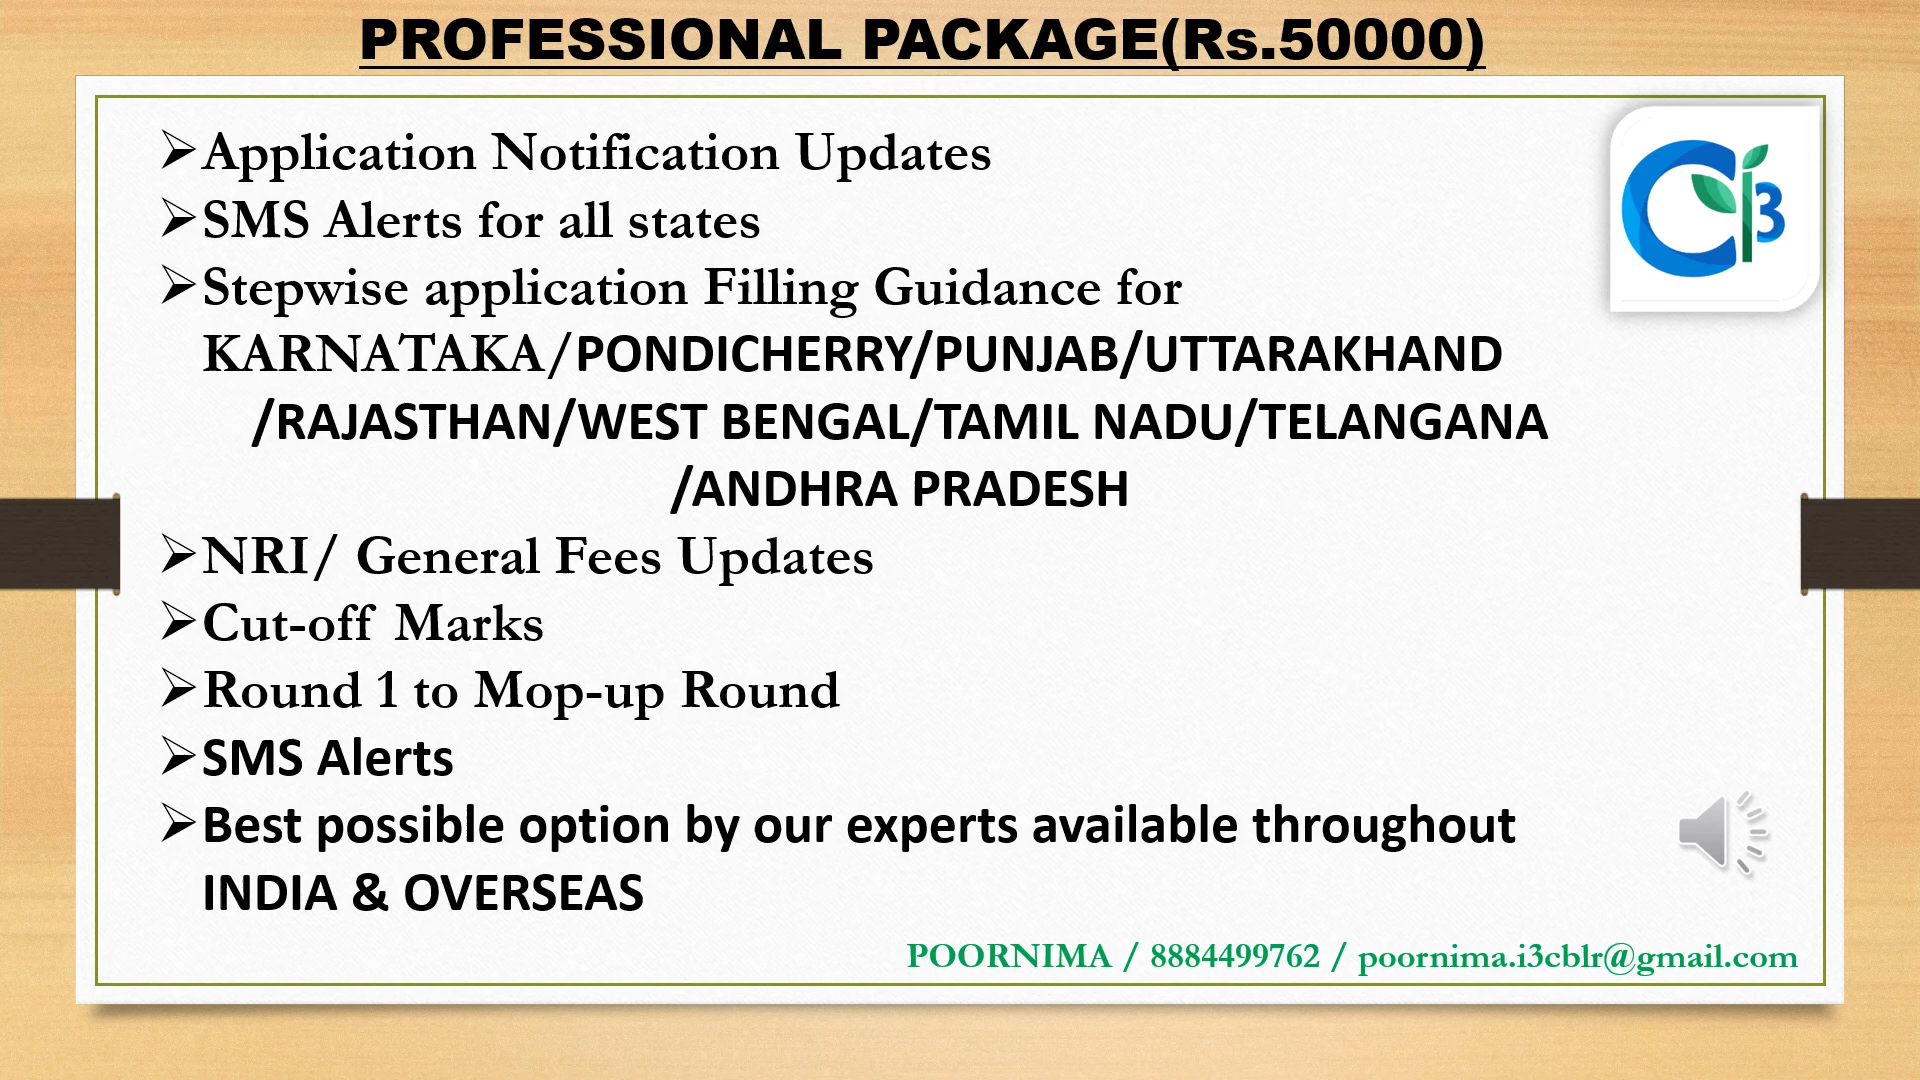 PROFESSIONAL PACKAGE(Rs.50000)
Ci3
➢Application Notification Updates
➢SMS Alerts for all states
➢Stepwise application Filling Guidance for
KARNATAKA/PONDICHERRY/PUNJAB/UTTARAKHAND
/RAJASTHAN/WEST BENGAL/TAMIL NADU/TELANGANA
/ANDHRA PRADESH
➢NRI/ General Fees Updates
➢Cut-off Marks
➢Round 1 to Mop-up Round
➢SMS Alerts
➢Best possible option by our experts available throughout
INDIA & OVERSEAS
POORNIMA / 8884499762 / poornima.i3cblr@gmail.com